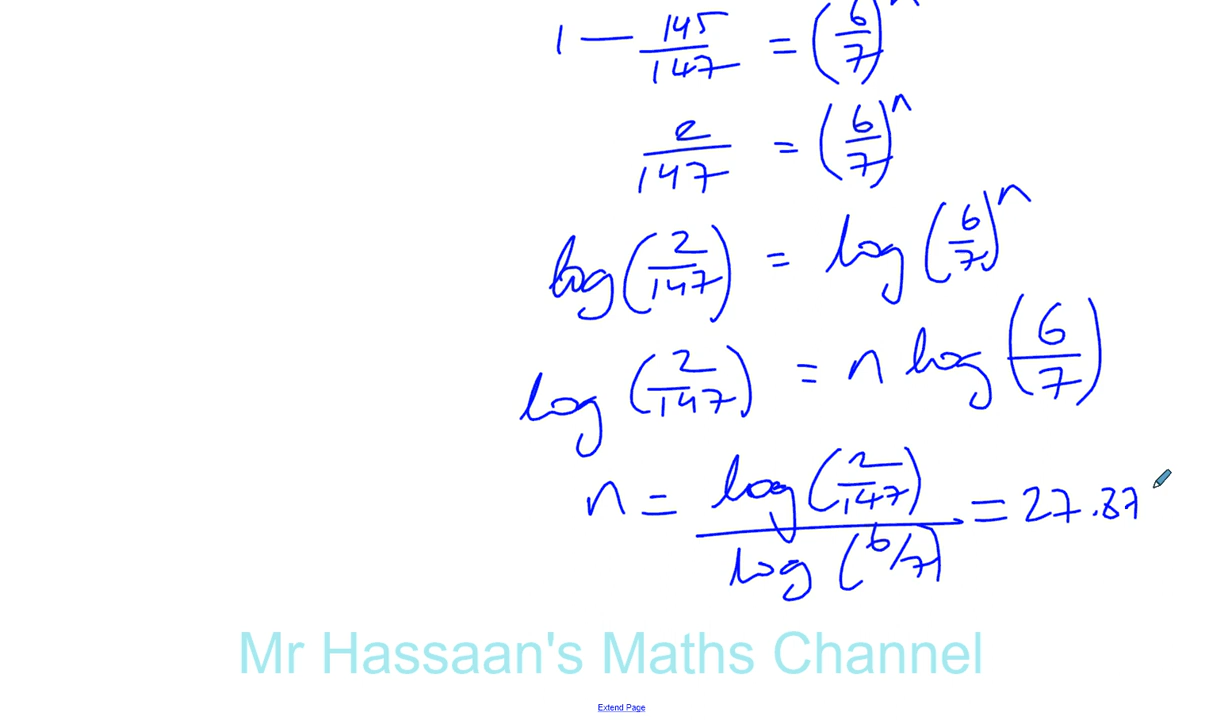 1 — 145/147 = (6/7)^n
2/147 = (6/7)^n
log(2/147) = log(6/7)^n
log(2/147) = n log(6/7)
n = log(2/147) / log(6/7) = 27.87
Mr Hassaan's Maths Channel
Extend Page